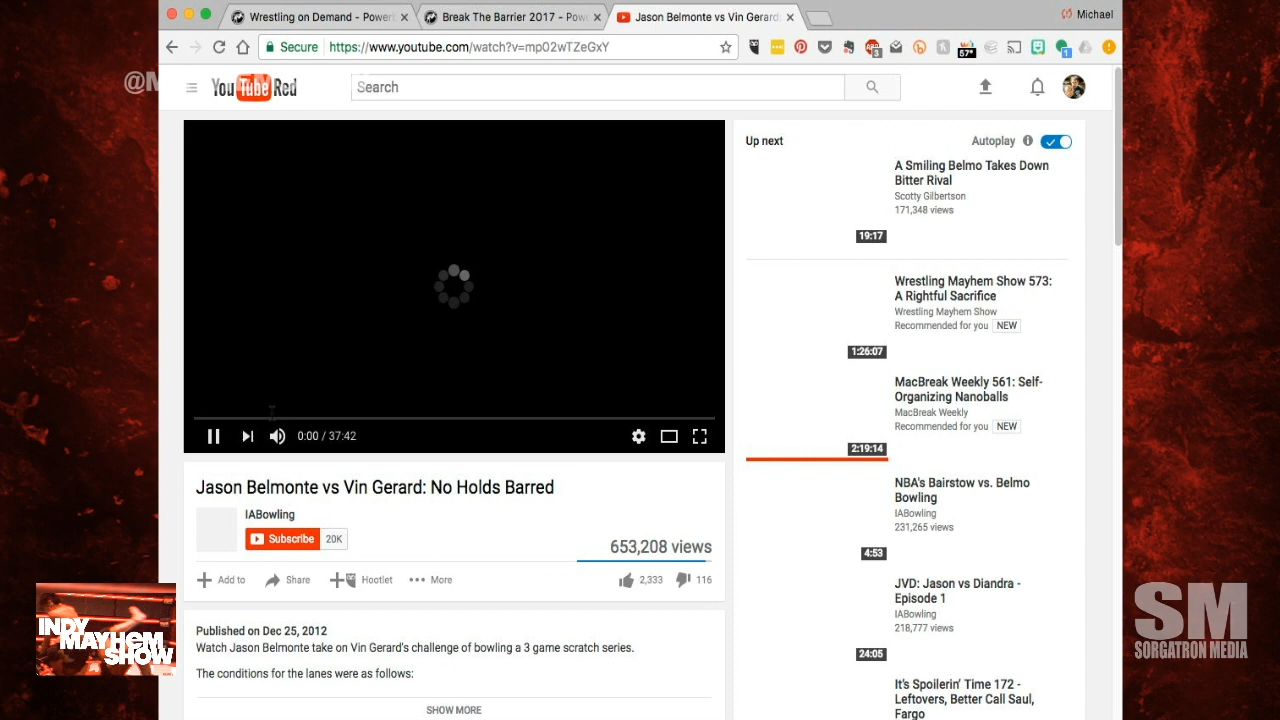 Wrestling on Demand - Power
Break The Barrier 2017 - Powe
Jason Belmonte vs Vin Gerard:
Michael
Secure
https://www.youtube.com/watch?v=mp02wTZeGxY
3
57°
1
@M
YouTube Red
Search
Up next
Autoplay
A Smiling Belmo Takes Down
Bitter Rival
Scotty Gilbertson
171,348 views
19:17
Wrestling Mayhem Show 573:
A Rightful Sacrifice
Wrestling Mayhem Show
Recommended for you NEW
1:26:07
MacBreak Weekly 561: Self-
Organizing Nanoballs
MacBreak Weekly
Recommended for you NEW
2:19:14
NBA's Bairstow vs. Belmo
Bowling
IABowling
231,265 views
4:53
JVD: Jason vs Diandra -
Episode 1
IABowling
218,777 views
24:05
It's Spoilerin' Time 172 -
Leftovers, Better Call Saul,
Fargo
0:00 / 37:42
Jason Belmonte vs Vin Gerard: No Holds Barred
IABowling
Subscribe 20K
653,208 views
Add to Share Hootlet More
2,333 116
Published on Dec 25, 2012
Watch Jason Belmonte take on Vin Gerard's challenge of bowling a 3 game scratch series.
The conditions for the lanes were as follows:
SHOW MORE
INDY
MAYHEM
SHOW
SM
SORGATRON MEDIA